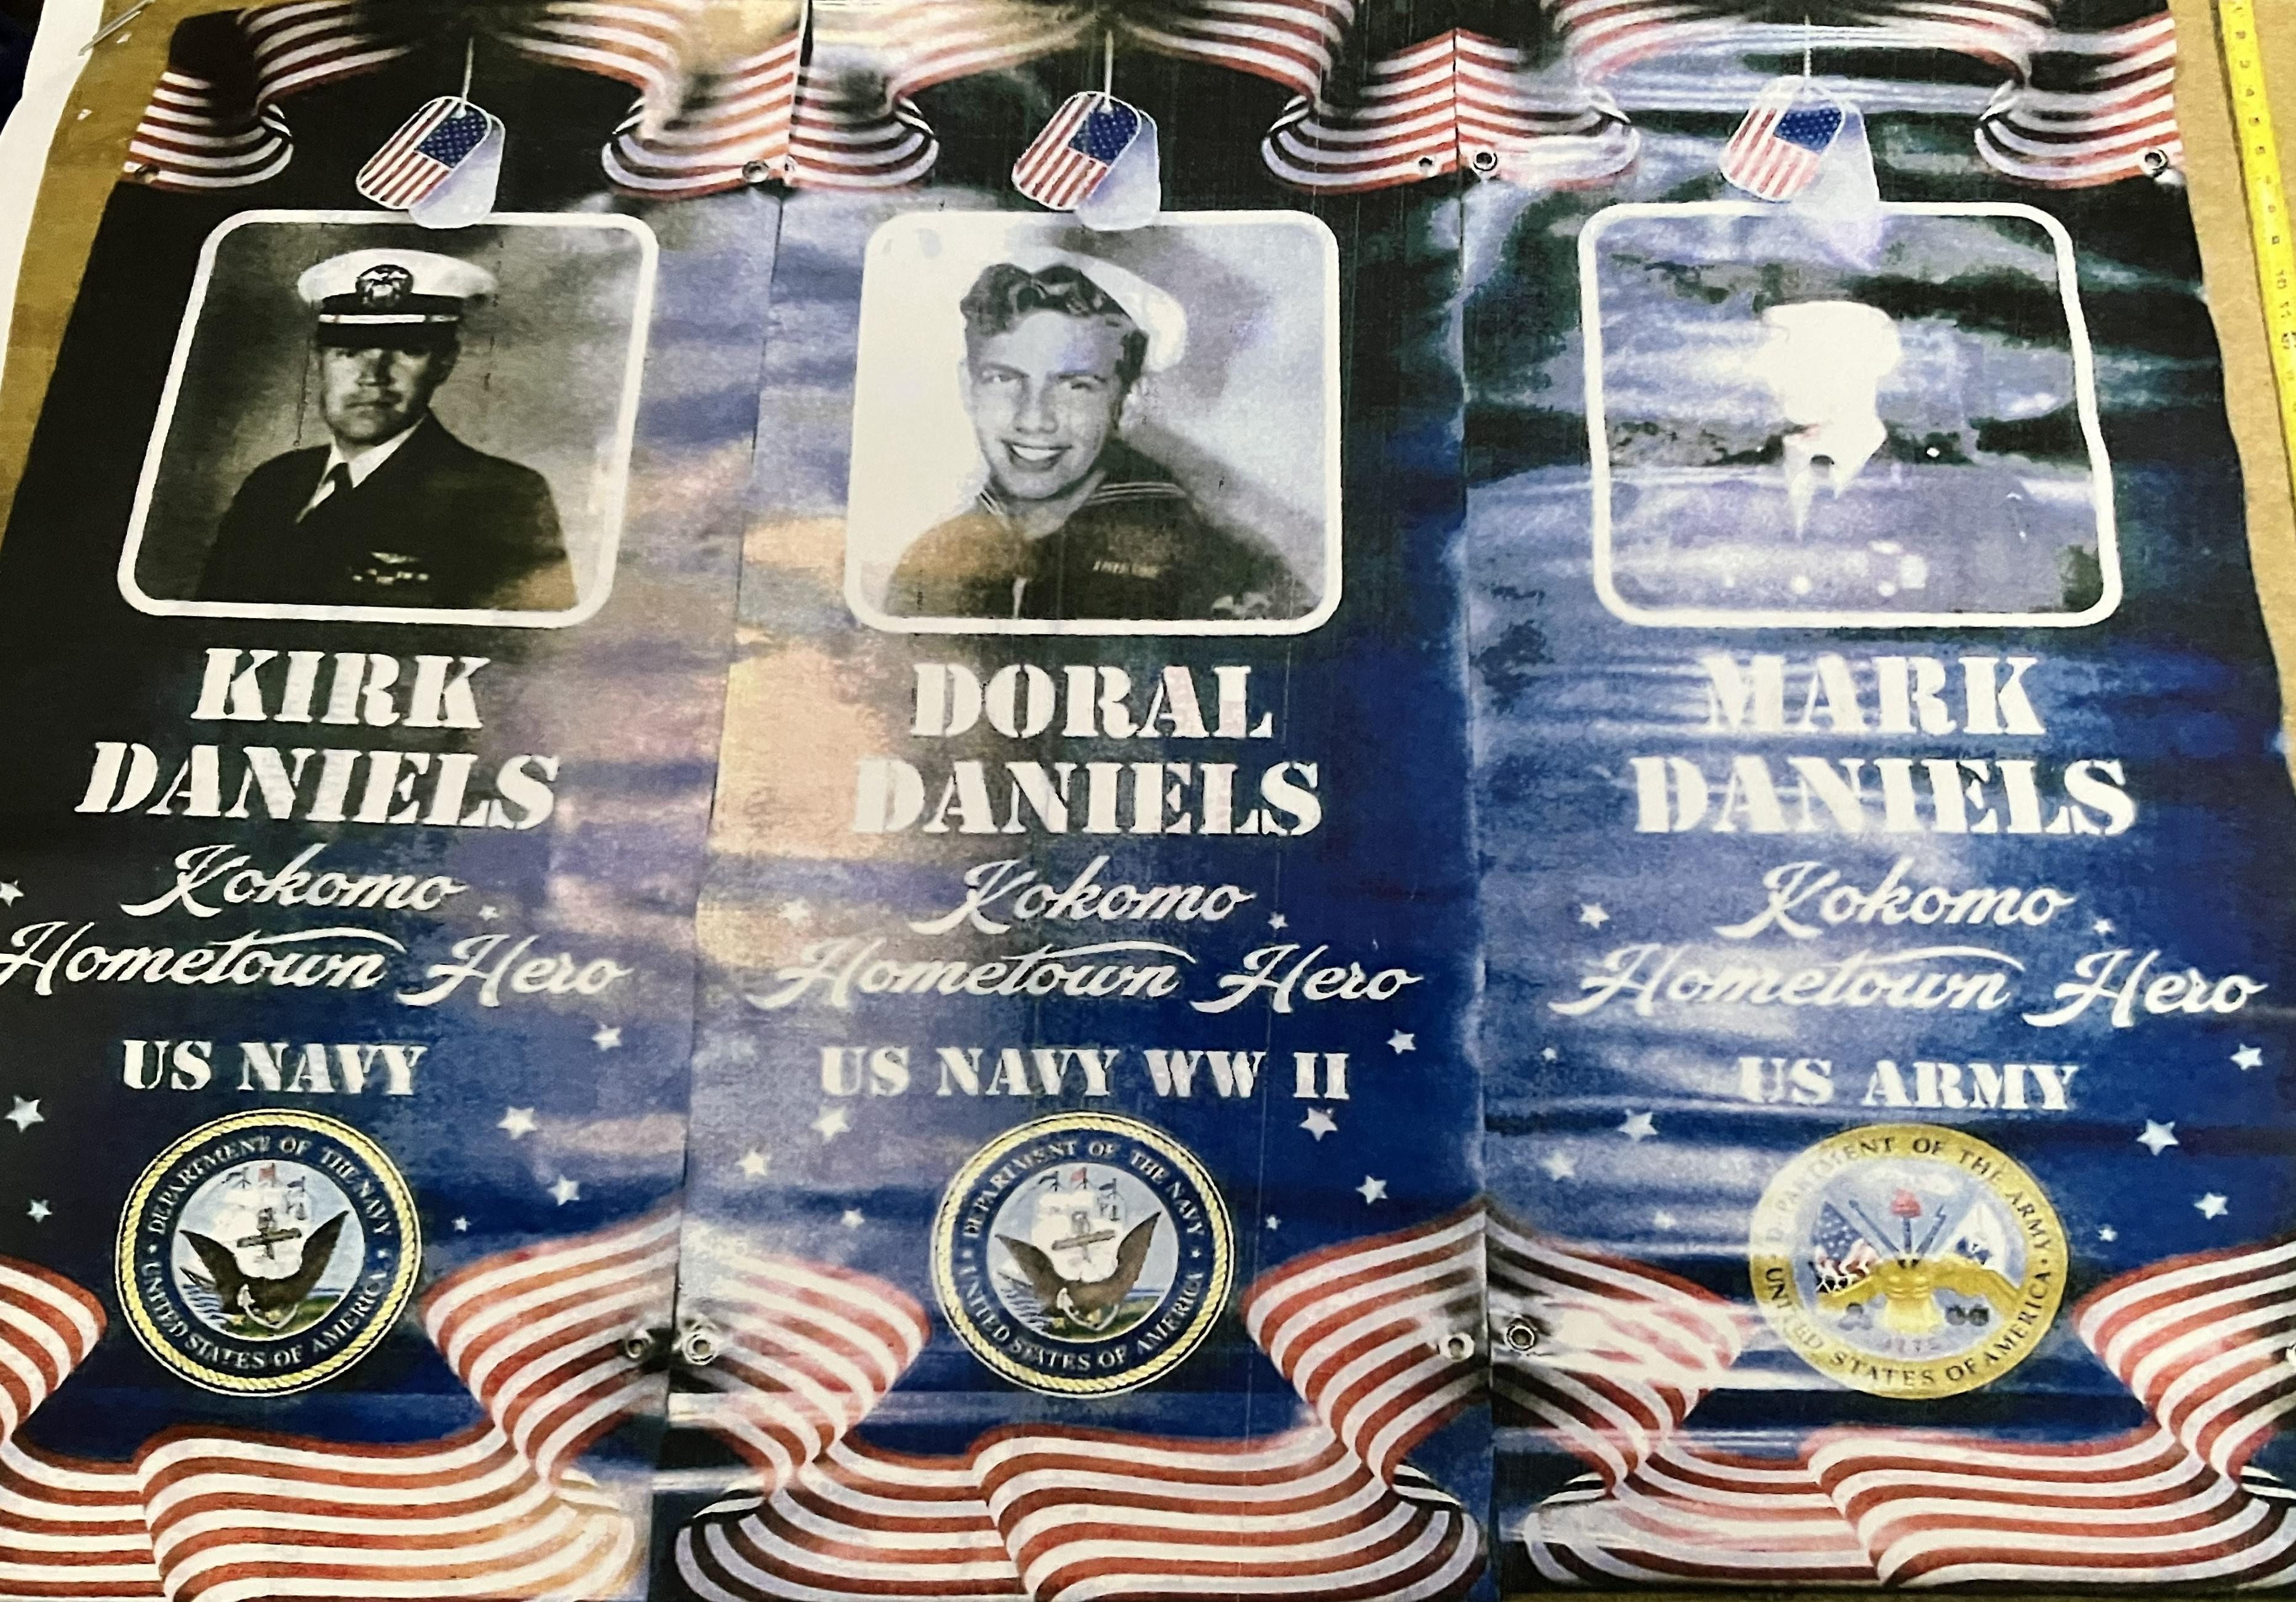 KIRK
DANIELS
Kokomo
Hometown Hero
US NAVY
DEPARTMENT OF THE NAVY
UNITED STATES OF AMERICA
DORAL
DANIELS
Kokomo
Hometown Hero
US NAVY WW II
DEPARTMENT OF THE NAVY
UNITED STATES OF AMERICA
MARK
DANIELS
Kokomo
Hometown Hero
US ARMY
DEPARTMENT OF THE ARMY
UNITED STATES OF AMERICA
1775